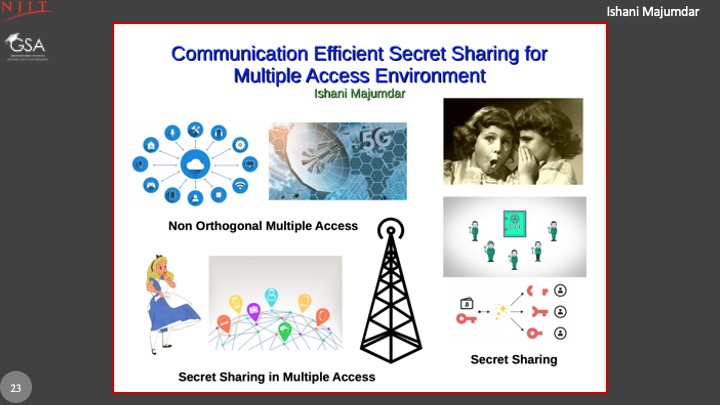 NJIT
GSA
Ishani Majumdar
Communication Efficient Secret Sharing for
Multiple Access Environment
Ishani Majumdar
5G
Non Orthogonal Multiple Access
Secret Sharing in Multiple Access
Secret Sharing
23